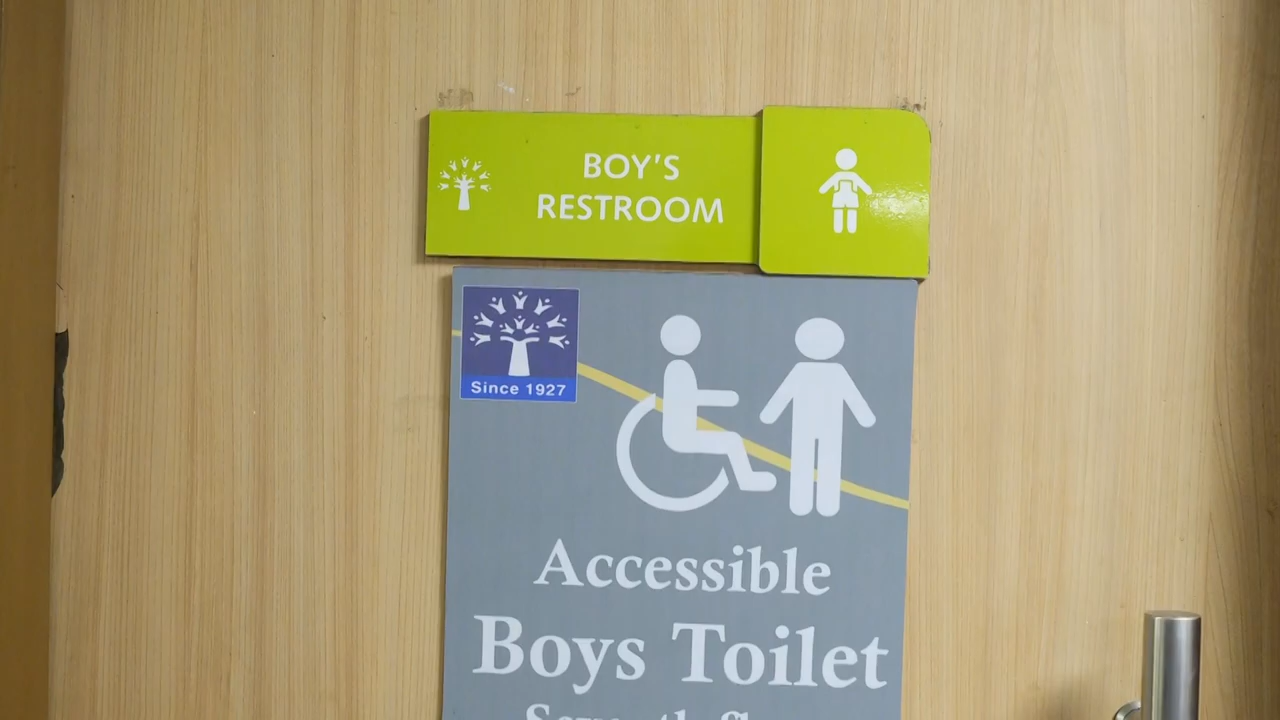 BOY'S
RESTROOM
Since 1927
Accessible
Boys Toilet